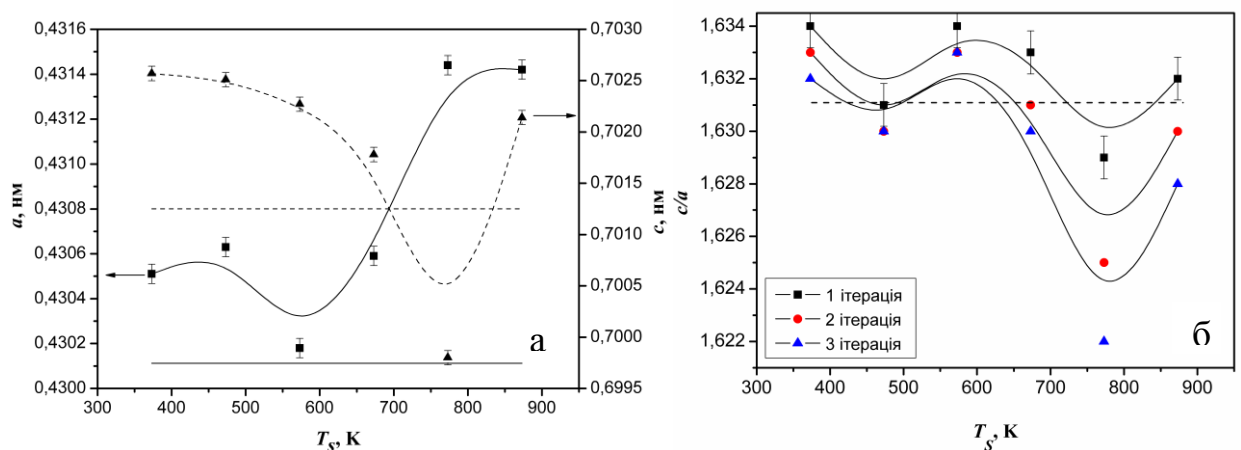 0,4316
0,4314
0,4312
0,4310
0,4308
0,4306
0,4304
0,4302
0,4300
a, нм
0,7030
0,7025
0,7020
0,7015
0,7010
0,7005
0,7000
0,6995
c, нм
а
300 400 500 600 700 800 900
T_S, К
1,634
1,632
1,630
1,628
1,626
1,624
1,622
c/a
1 ітерація
2 ітерація
3 ітерація
б
300 400 500 600 700 800 900
T_S, К